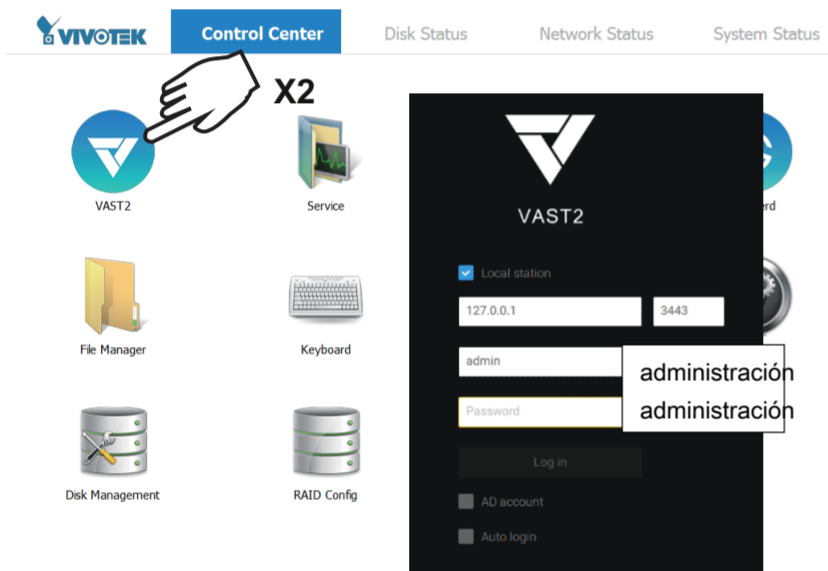 VIVOTEK Control Center Disk Status Network Status System Status
X2
VAST2
Service
VAST2
Local station
127.0.0.1 3443
File Manager
Keyboard
admin
administración
Password
administración
Log in
Disk Management
RAID Config
AD account
Auto login